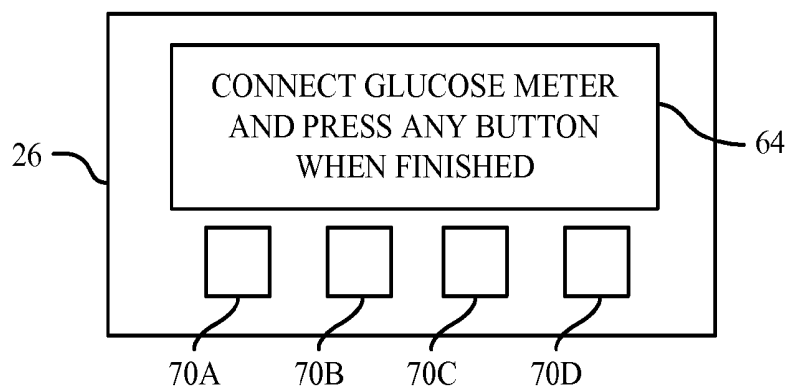 CONNECT GLUCOSE METER
AND PRESS ANY BUTTON
WHEN FINISHED
26
64
70A 70B 70C 70D